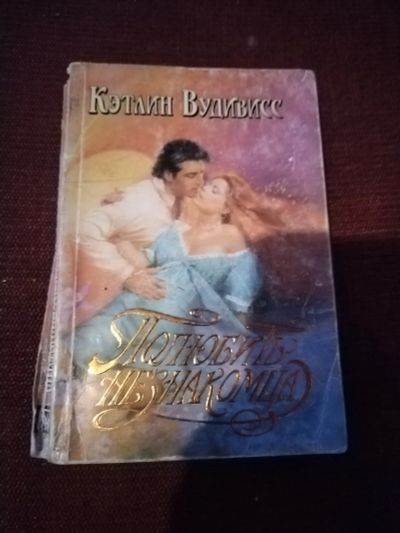 Кэтлин Вудивисс
Полюбить
незнакомца